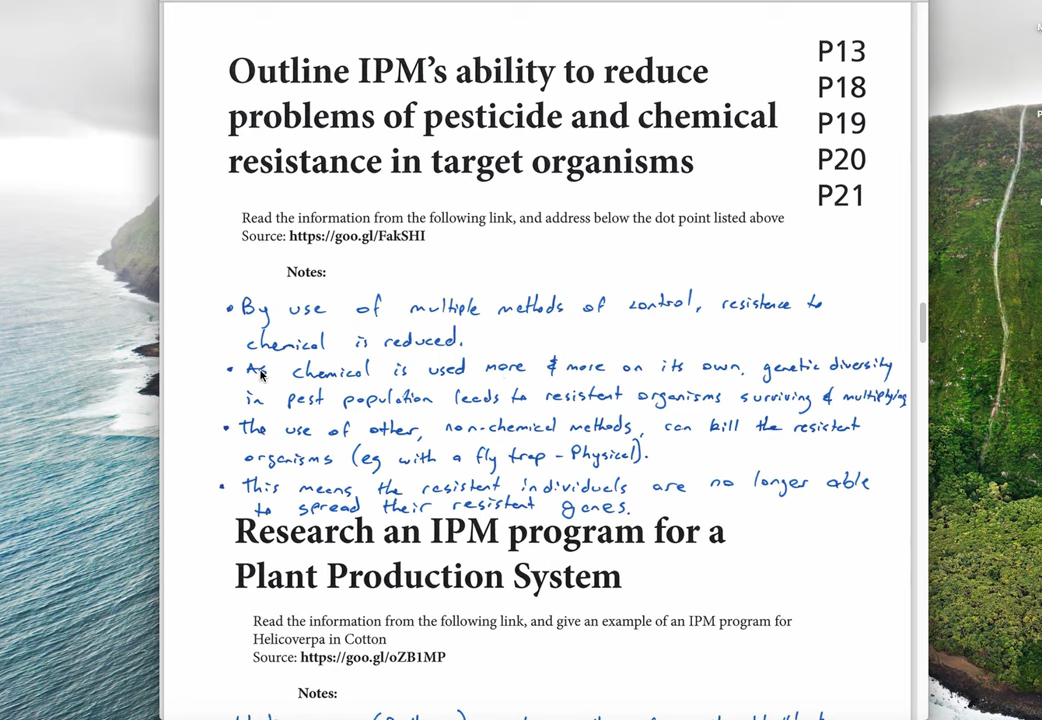 Outline IPM's ability to reduce
problems of pesticide and chemical
resistance in target organisms
P13
P18
P19
P20
P21
Read the information from the following link, and address below the dot point listed above
Source: https://goo.gl/FakSHI
Notes:
• By use of multiple methods of control, resistence to
chemical is reduced.
• As chemical is used more & more on its own, genetic diversity
in pest population leads to resistent organisms surviving & multiplying
• The use of other, non-chemical methods, can kill the resistent
organisms (eg with a fly trap - Physical).
• This means the resistent individuals are no longer able
to spread their resistent genes.
Research an IPM program for a
Plant Production System
Read the information from the following link, and give an example of an IPM program for
Helicoverpa in Cotton
Source: https://goo.gl/oZB1MP
Notes: